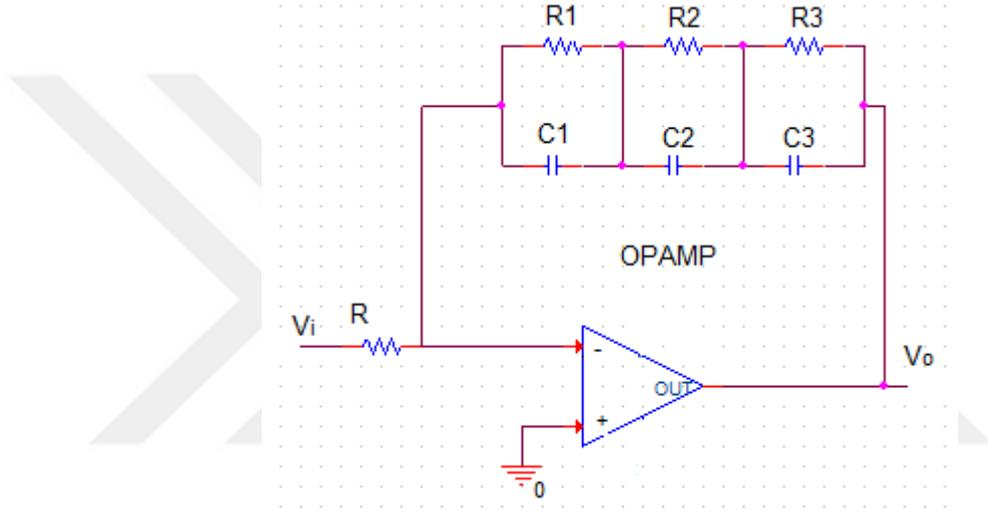 R1 R2 R3
C1 C2 C3
OPAMP
Vi R
- Vo
OUT
+
0